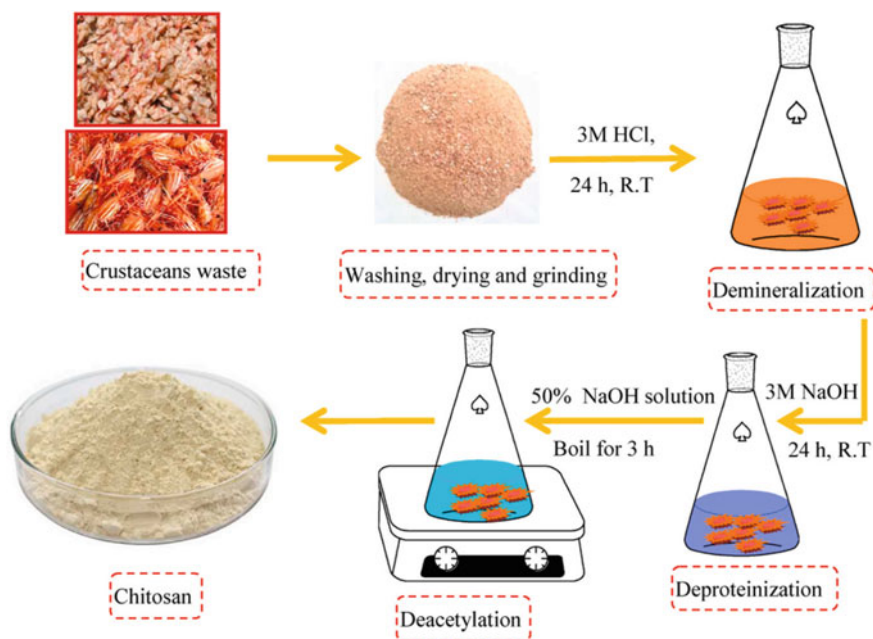 Crustaceans waste
Washing, drying and grinding
3M HCl,
24 h, R.T
Demineralization
3M NaOH
24 h, R.T
Deproteinization
50% NaOH solution
Boil for 3 h
Deacetylation
Chitosan